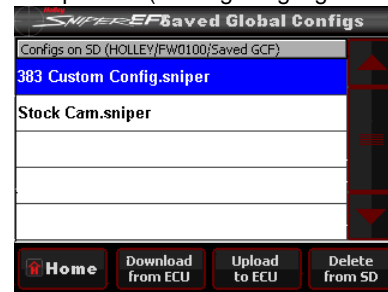 Holley
SNIPER EFI Saved Global Configs
Configs on SD (HOLLEY/FW0100/Saved GCF)
383 Custom Config.sniper
Stock Cam.sniper
Home
Download from ECU
Upload to ECU
Delete from SD